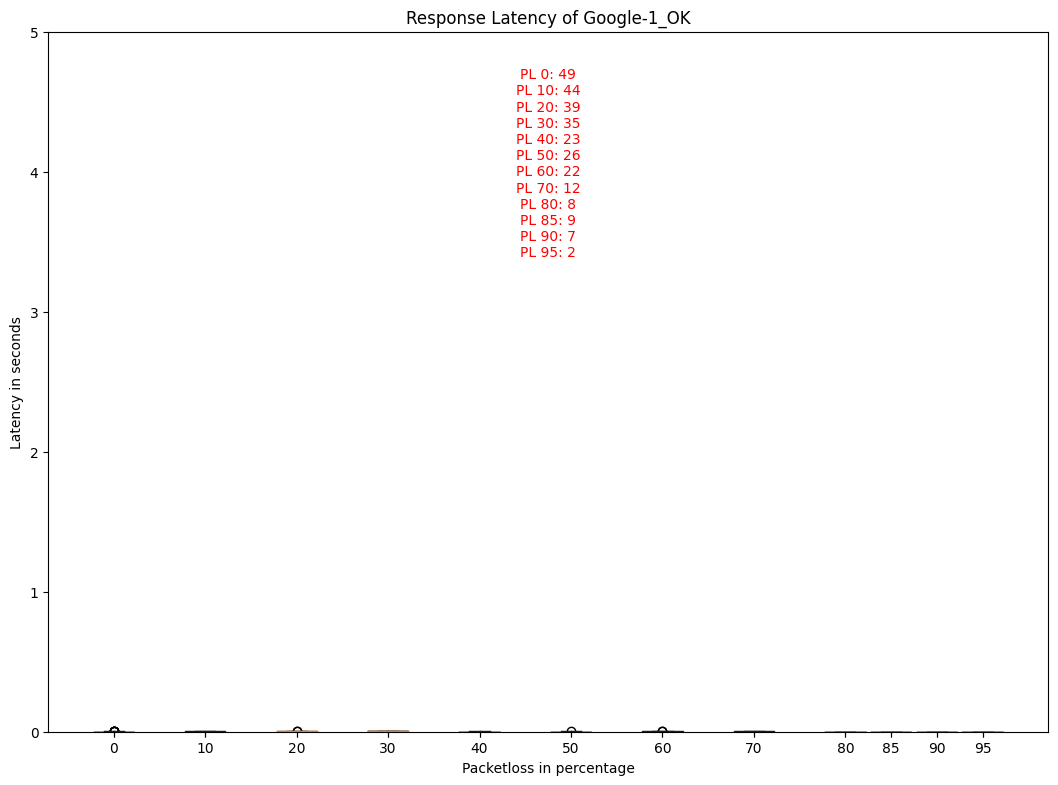 Response Latency of Google-1_OK
5
PL 0: 49
PL 10: 44
PL 20: 39
PL 30: 35
PL 40: 23
PL 50: 26
PL 60: 22
PL 70: 12
PL 80: 8
PL 85: 9
PL 90: 7
PL 95: 2
4
3
2
1
0
Latency in seconds
0 10 20 30 40 50 60 70 80 85 90 95
Packetloss in percentage